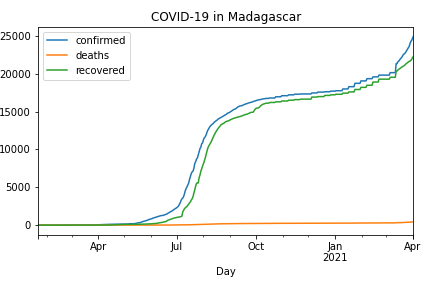 COVID-19 in Madagascar
confirmed
deaths
recovered
25000
20000
15000
10000
5000
0
Apr Jul Oct Jan Apr
2021
Day